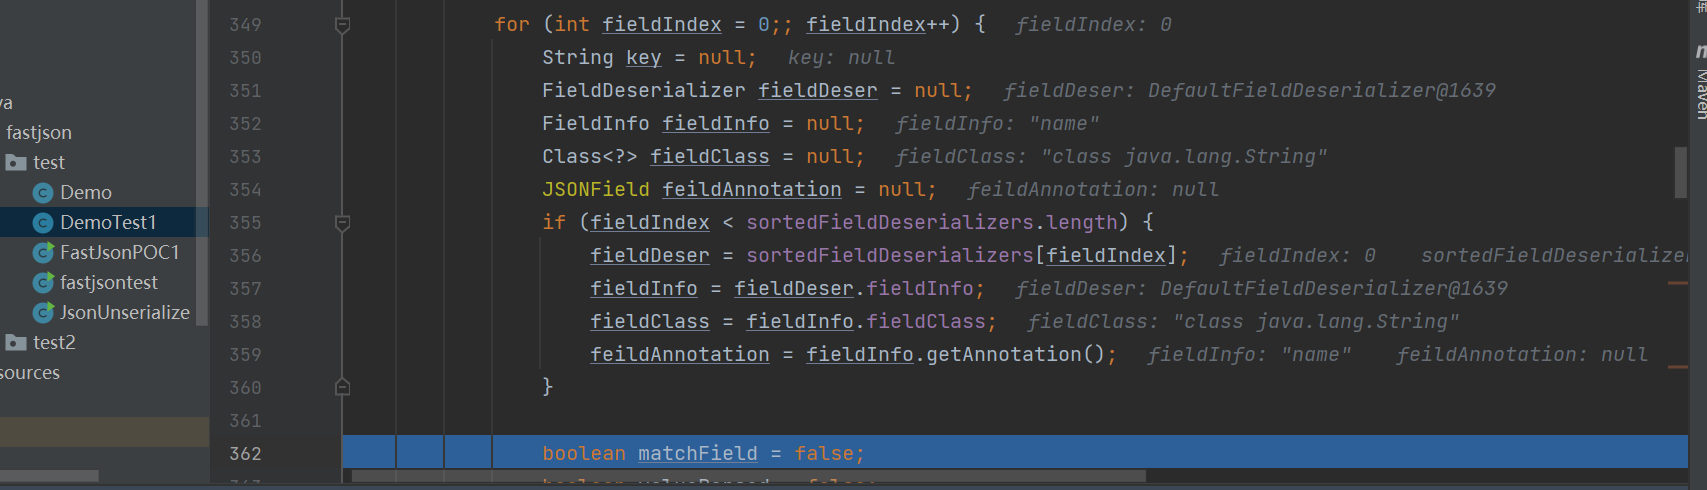 va
fastjson
test
Demo
DemoTest1
FastJsonPOC1
fastjsontest
JsonUnserialize
test2
sources
349 for (int fieldIndex = 0;; fieldIndex++) { fieldIndex: 0
350 String key = null; key: null
351 FieldDeserializer fieldDeser = null; fieldDeser: DefaultFieldDeserializer@1639
352 FieldInfo fieldInfo = null; fieldInfo: "name"
353 Class<?> fieldClass = null; fieldClass: "class java.lang.String"
354 JSONField feildAnnotation = null; feildAnnotation: null
355 if (fieldIndex < sortedFieldDeserializers.length) {
356 fieldDeser = sortedFieldDeserializers[fieldIndex]; fieldIndex: 0 sortedFieldDeserialize
357 fieldInfo = fieldDeser.fieldInfo; fieldDeser: DefaultFieldDeserializer@1639
358 fieldClass = fieldInfo.fieldClass; fieldClass: "class java.lang.String"
359 feildAnnotation = fieldInfo.getAnnotation(); fieldInfo: "name" feildAnnotation: null
360 }
361
362 boolean matchField = false;
库
Maven